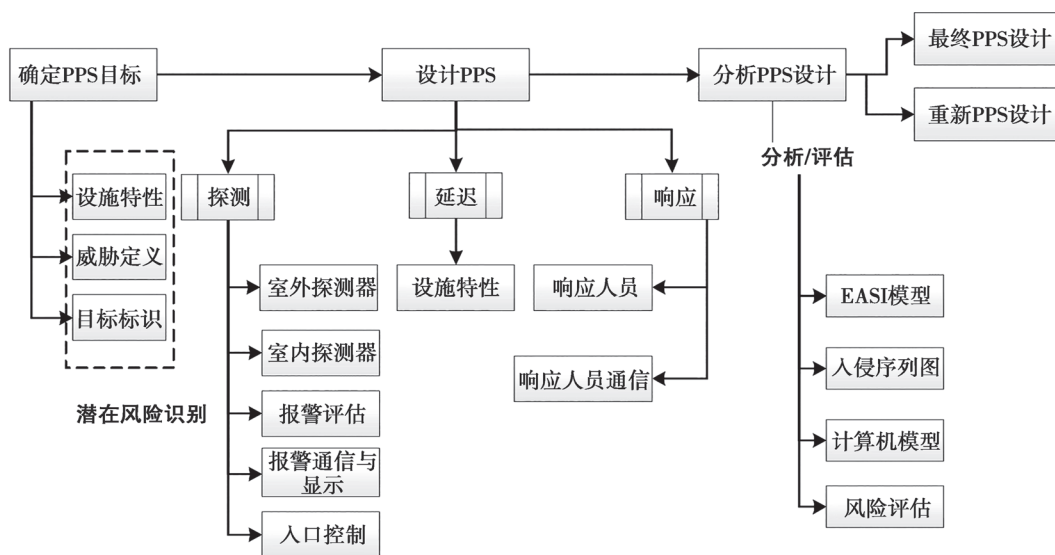 确定PPS目标
设计PPS
分析PPS设计
最终PPS设计
重新PPS设计
分析/评估
设施特性
威胁定义
目标标识
潜在风险识别
探测
室外探测器
室内探测器
报警评估
报警通信与
显示
入口控制
延迟
设施特性
响应
响应人员
响应人员通信
EASI模型
入侵序列图
计算机模型
风险评估